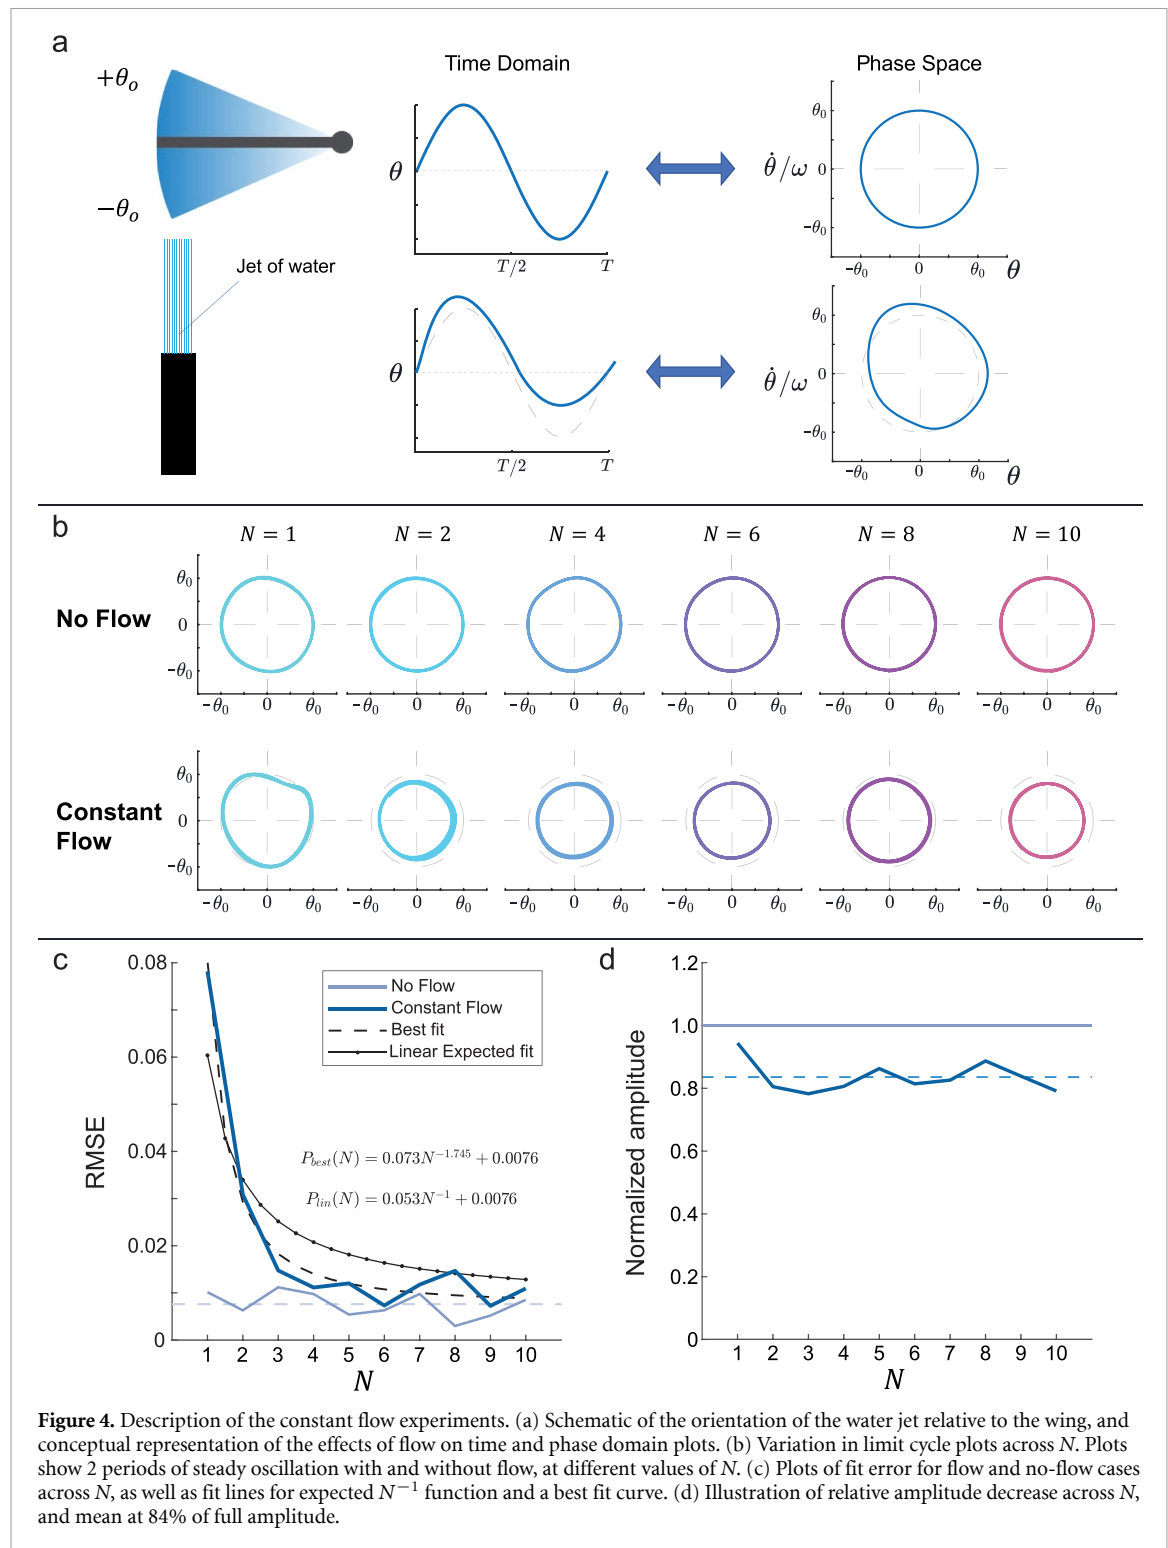 a
Time Domain
Phase Space
+θₒ
−θₒ
Jet of water
θ
T/2
T
θ̇/ω
θ₀
0
-θ₀
-θ₀
0
θ₀
θ
θ
T/2
T
θ̇/ω
θ₀
0
-θ₀
-θ₀
0
θ₀
θ
b
N = 1
N = 2
N = 4
N = 6
N = 8
N = 10
No Flow
θ₀
0
-θ₀
-θ₀ 0 θ₀
-θ₀ 0 θ₀
-θ₀ 0 θ₀
-θ₀ 0 θ₀
-θ₀ 0 θ₀
-θ₀ 0 θ₀
Constant
Flow
θ₀
0
-θ₀
-θ₀ 0 θ₀
-θ₀ 0 θ₀
-θ₀ 0 θ₀
-θ₀ 0 θ₀
-θ₀ 0 θ₀
-θ₀ 0 θ₀
c
0.08
0.06
0.04
0.02
0
RMSE
No Flow
Constant Flow
Best fit
Linear Expected fit
P_best(N) = 0.073N^−1.745 + 0.0076
P_lin(N) = 0.053N^−1 + 0.0076
1 2 3 4 5 6 7 8 9 10
N
d
1.2
1.0
0.8
0.6
0.4
0.2
0
Normalized amplitude
1 2 3 4 5 6 7 8 9 10
N
Figure 4. Description of the constant flow experiments. (a) Schematic of the orientation of the water jet relative to the wing, and
conceptual representation of the effects of flow on time and phase domain plots. (b) Variation in limit cycle plots across N. Plots
show 2 periods of steady oscillation with and without flow, at different values of N. (c) Plots of fit error for flow and no-flow cases
across N, as well as fit lines for expected N⁻¹ function and a best fit curve. (d) Illustration of relative amplitude decrease across N,
and mean at 84% of full amplitude.